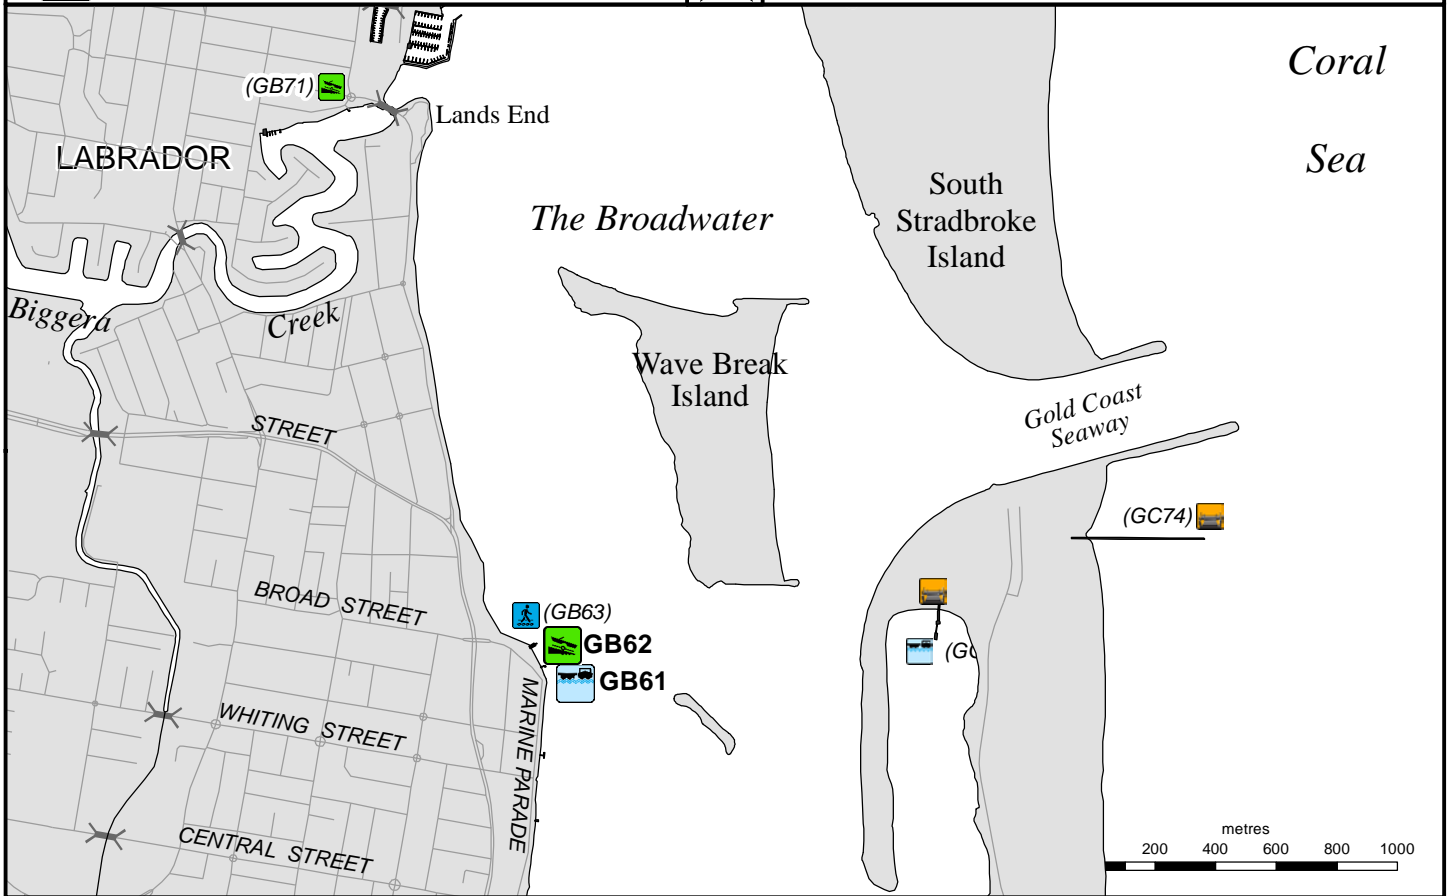 Coral
Sea
(GB71)
Lands End
LABRADOR
South
Stradbroke
Island
The Broadwater
Biggera
Creek
Wave Break
Island
Gold Coast
Seaway
STREET
(GC74)
BROAD STREET
(GB63)
GB62
GB61
MARINE PARADE
WHITING STREET
CENTRAL STREET
metres
200 400 600 800 1000